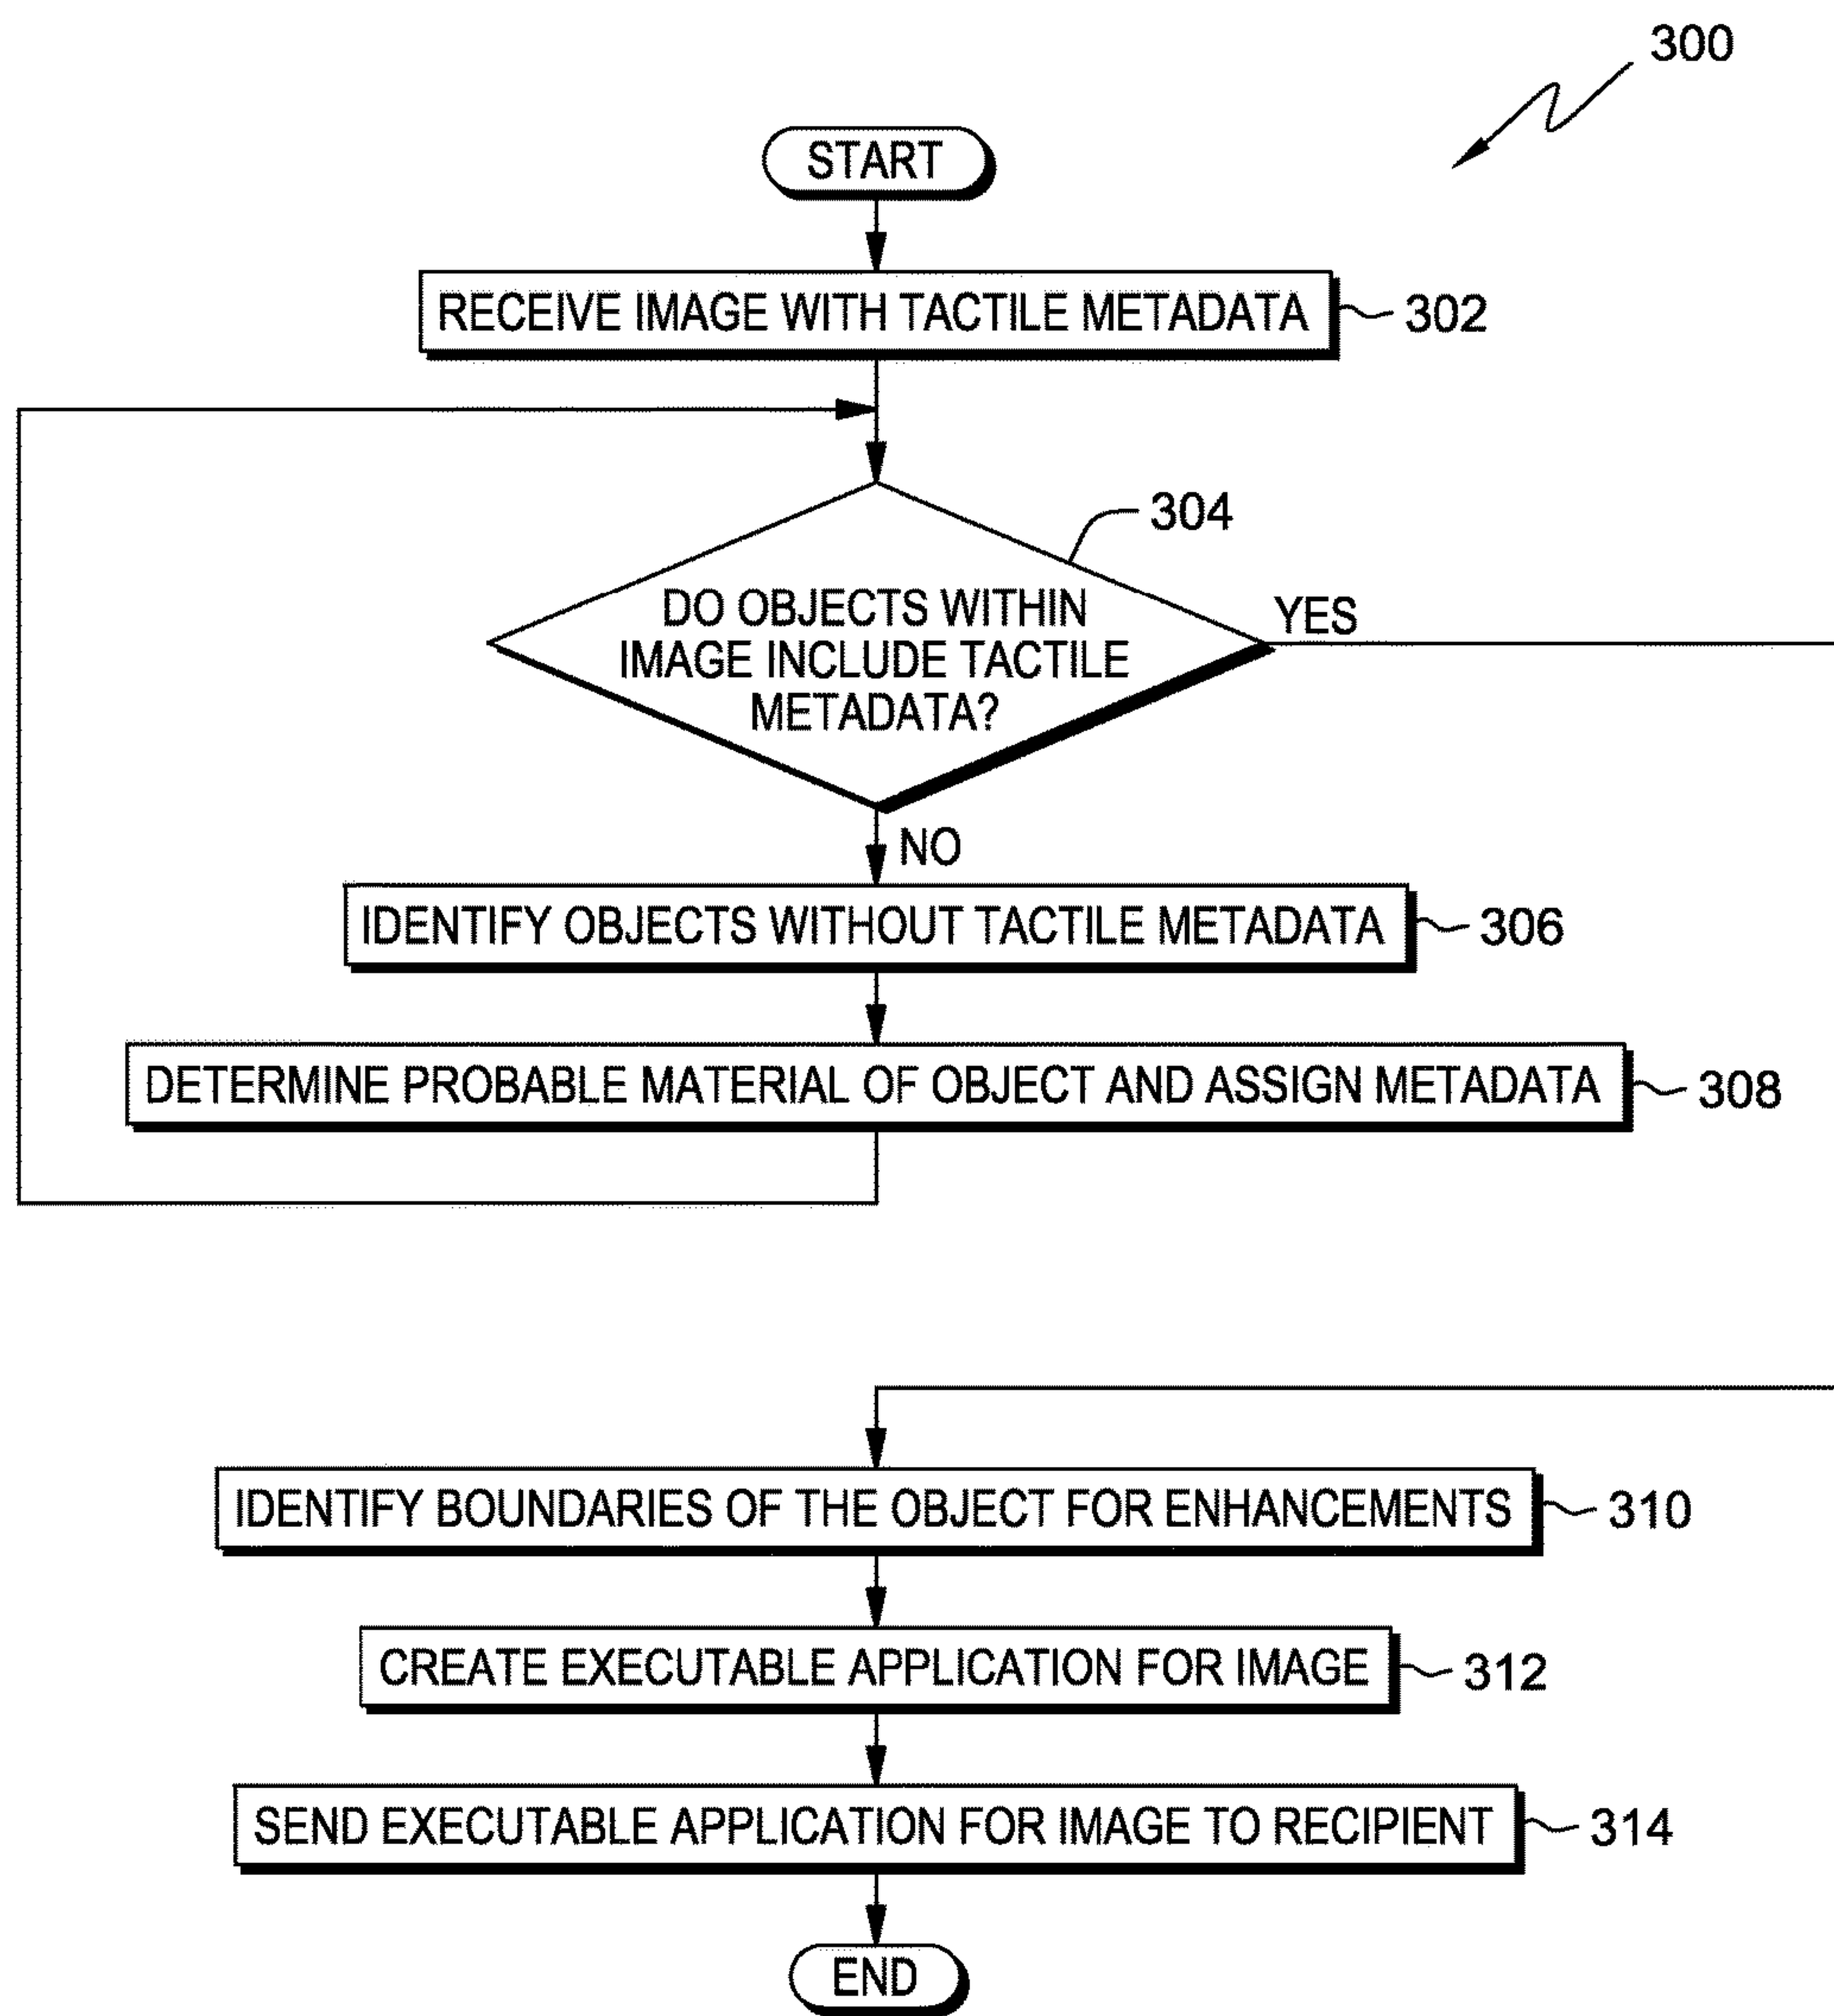 300
START
RECEIVE IMAGE WITH TACTILE METADATA
302
304
DO OBJECTS WITHIN
IMAGE INCLUDE TACTILE
METADATA?
YES
NO
IDENTIFY OBJECTS WITHOUT TACTILE METADATA
306
DETERMINE PROBABLE MATERIAL OF OBJECT AND ASSIGN METADATA
308
IDENTIFY BOUNDARIES OF THE OBJECT FOR ENHANCEMENTS
310
CREATE EXECUTABLE APPLICATION FOR IMAGE
312
SEND EXECUTABLE APPLICATION FOR IMAGE TO RECIPIENT
314
END